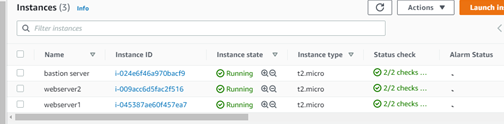 Instances (3) Info
Actions
Launch in
Filter instances
Name Instance ID Instance state Instance type Status check Alarm Status
bastion server i-024e6f46a970bacf9 Running t2.micro 2/2 checks ... -
webserver2 i-009acc6d5fac2f516 Running t2.micro 2/2 checks ... -
webserver1 i-045387ae60f457ea7 Running t2.micro 2/2 checks ... -